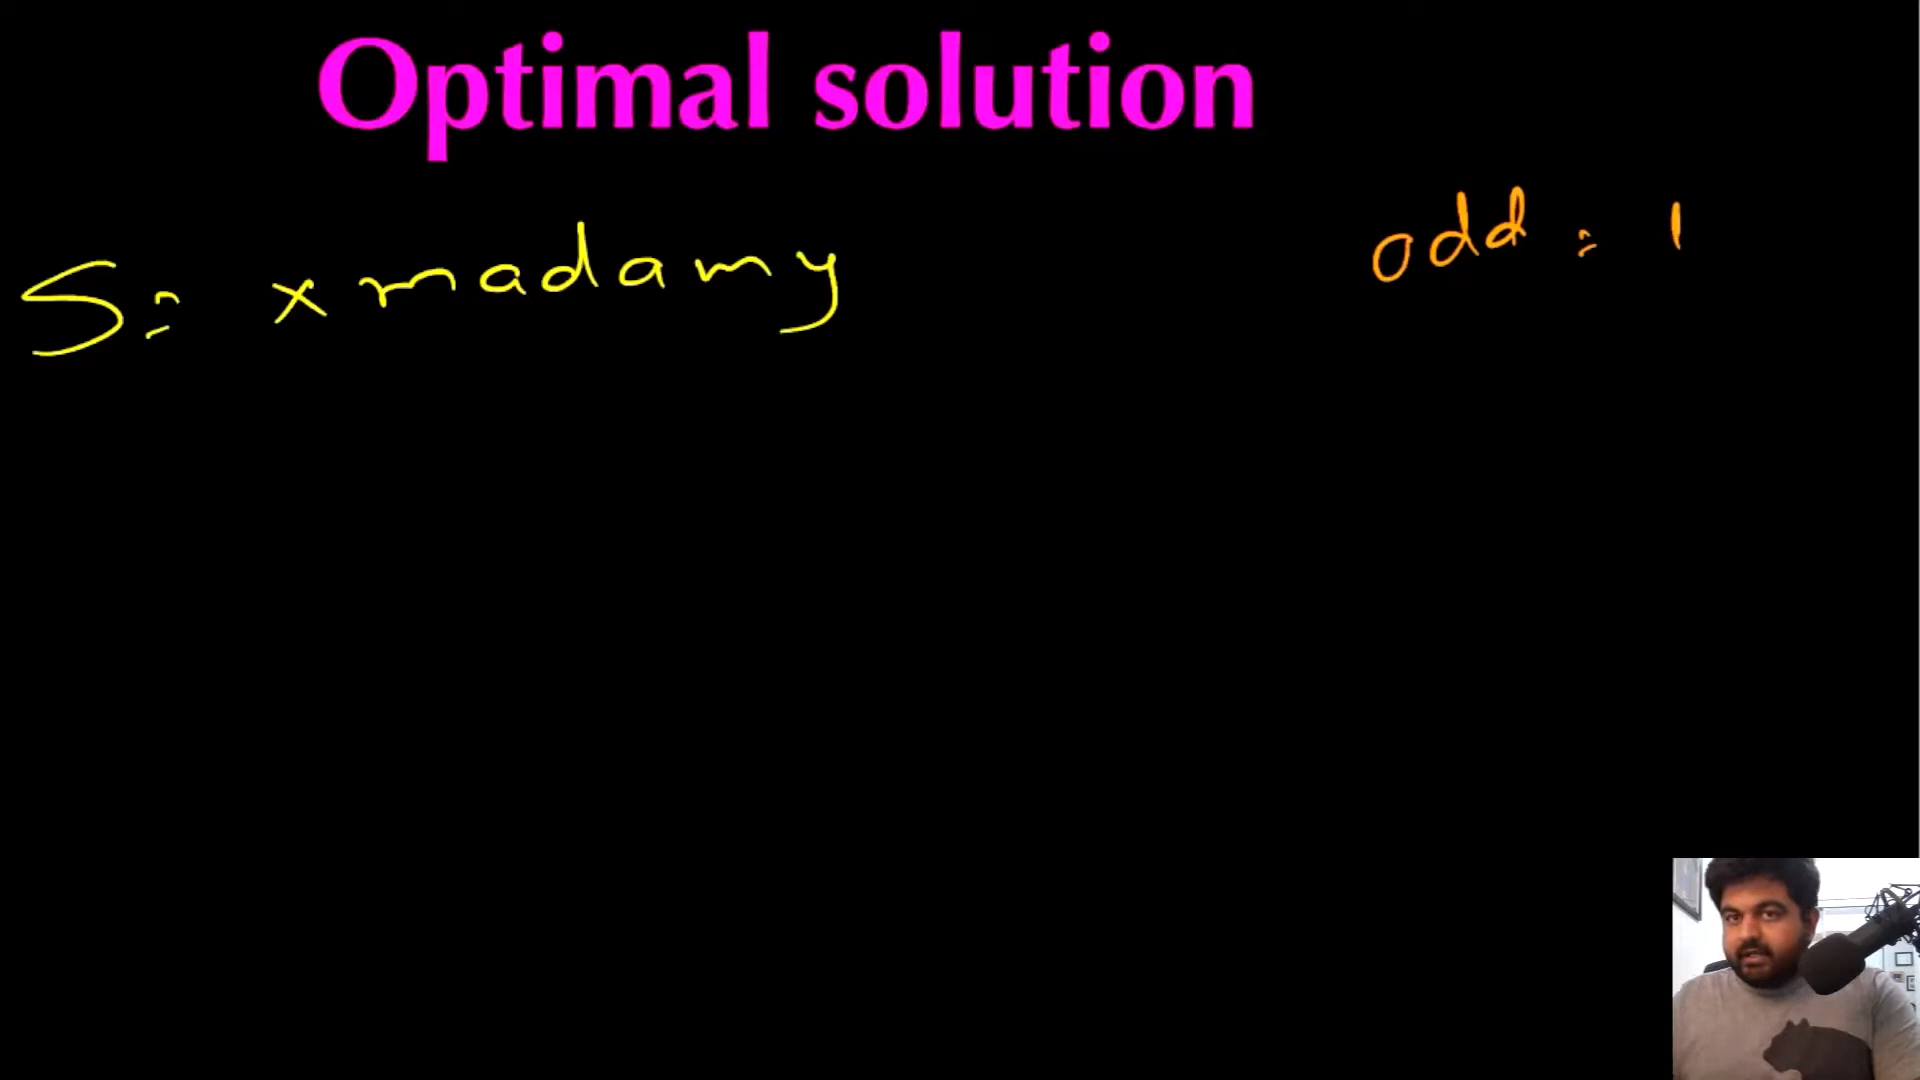 Optimal solution
odd = 1
S = xmadamy